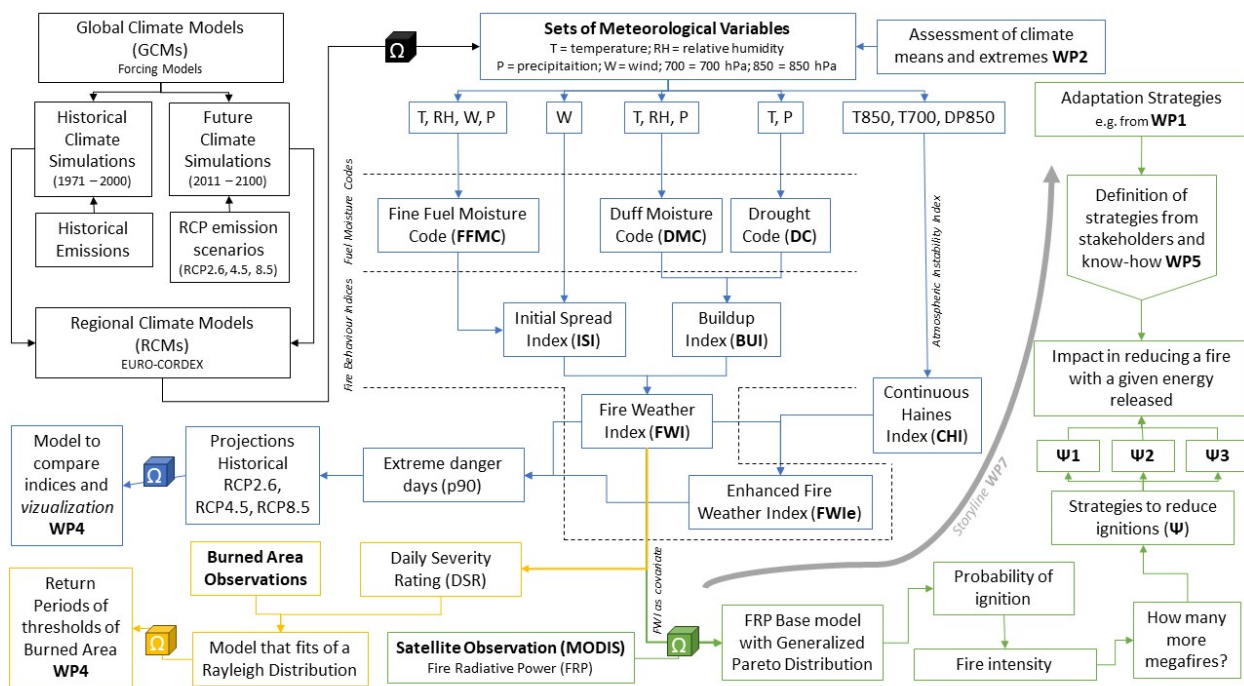 Global Climate Models
(GCMs)
Forcing Models
Historical
Climate
Simulations
(1971 – 2000)
Future
Climate
Simulations
(2011 – 2100)
Historical
Emissions
RCP emission
scenarios
(RCP2.6, 4.5, 8.5)
Regional Climate Models
(RCMs)
EURO-CORDEX
Ω
Sets of Meteorological Variables
T = temperature; RH = relative humidity
P = precipitaition; W = wind; 700 = 700 hPa; 850 = 850 hPa
Assessment of climate
means and extremes WP2
T, RH, W, P
W
T, RH, P
T, P
T850, T700, DP850
Fuel Moisture Codes
Fine Fuel Moisture
Code (FFMC)
Duff Moisture
Code (DMC)
Drought
Code (DC)
Atmospheric Instability Index
Fire Behaviour Indices
Initial Spread
Index (ISI)
Buildup
Index (BUI)
Fire Weather
Index (FWI)
Continuous
Haines
Index (CHI)
Enhanced Fire
Weather Index (FWIe)
Extreme danger
days (p90)
Projections
Historical
RCP2.6,
RCP4.5, RCP8.5
Ω
Model to
compare
indices and
vizualization
WP4
Burned Area
Observations
Daily Severity
Rating (DSR)
Model that fits of a
Rayleigh Distribution
Ω
Return
Periods of
thresholds of
Burned Area
WP4
FWI as covariate
Satellite Observation (MODIS)
Fire Radiative Power (FRP)
Ω
FRP Base model
with Generalized
Pareto Distribution
Probability of
ignition
Fire intensity
How many
more
megafires?
Strategies to reduce
ignitions (Ψ)
Ψ1
Ψ2
Ψ3
Impact in reducing a fire
with a given energy
released
Definition of
strategies from
stakeholders and
know-how WP5
Adaptation Strategies
e.g. from WP1
Storyline WP7